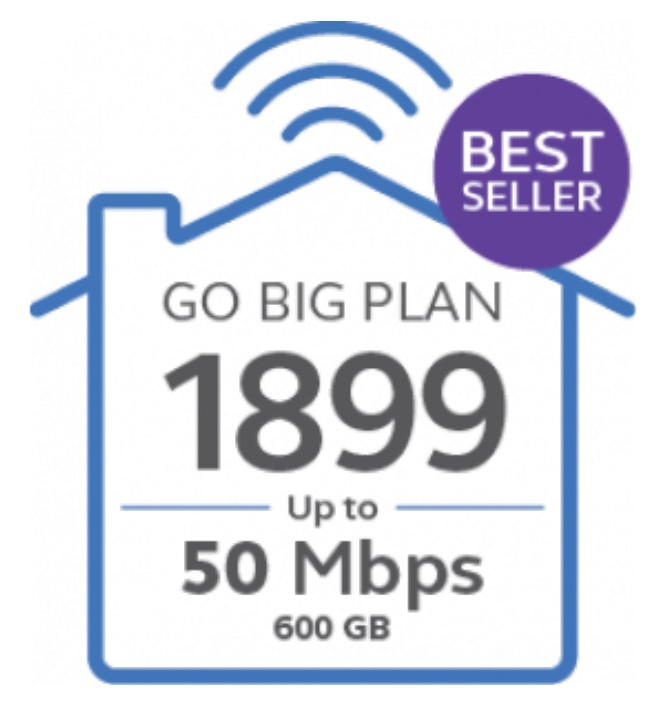 BEST
SELLER
GO BIG PLAN
1899
Up to
50 Mbps
600 GB